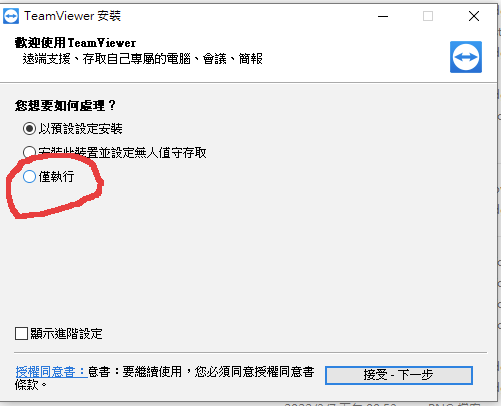 TeamViewer 安裝
歡迎使用TeamViewer
遠端支援、存取自己專屬的電腦、會議、簡報
您想要如何處理？
以預設設定安裝
安裝此裝置並設定無人值守存取
僅執行
顯示進階設定
授權同意書：意書：要繼續使用，您必須同意授權同意書
條款。
接受 - 下一步